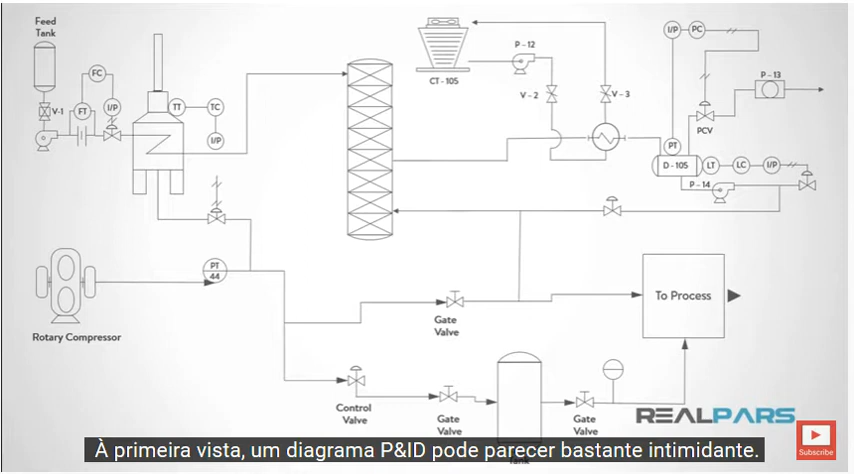 Feed
Tank
FC
V-1
FT
I/P
TT
TC
I/P
CT-105
P-12
V-2
V-3
I/P
PC
P-13
PCV
PT
D-105
LT
LC
I/P
P-14
PT
44
Rotary Compressor
Gate
Valve
To Process
Control
Valve
Gate
Valve
Gate
Valve
Tank
REALPARS
Subscribe
À primeira vista, um diagrama P&ID pode parecer bastante intimidante.